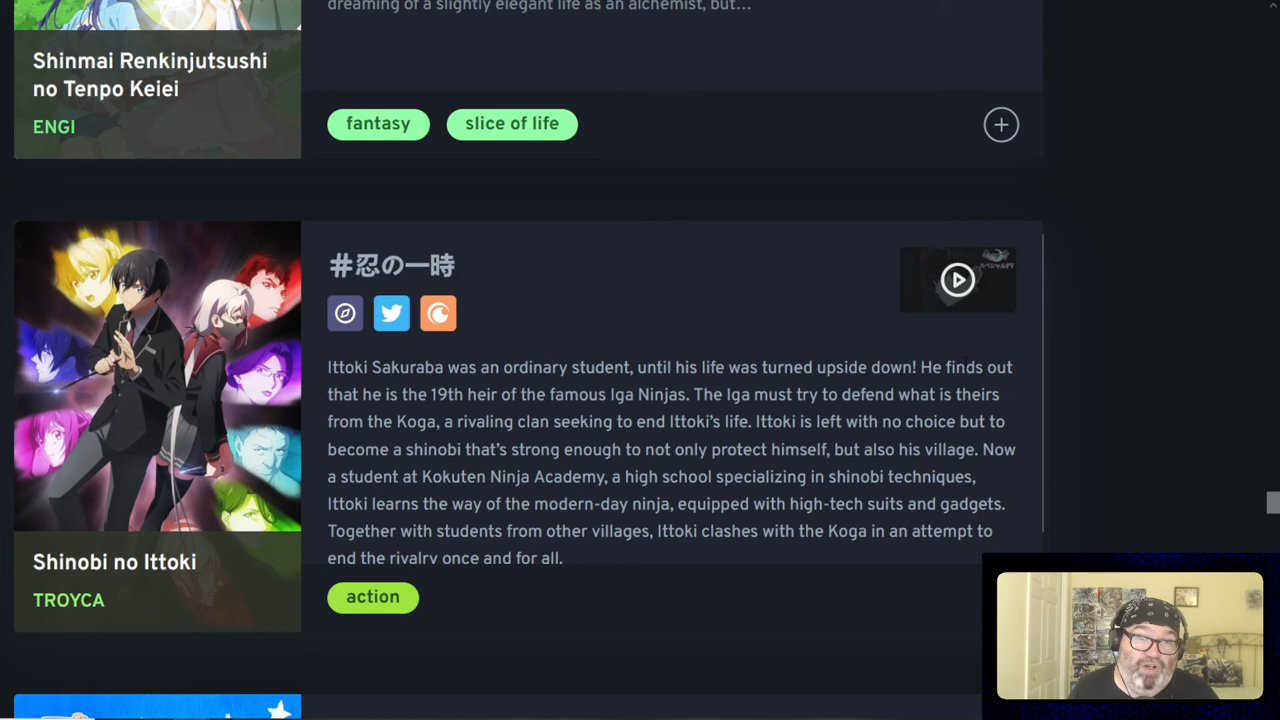 dreaming of a slightly elegant life as an alchemist, but...
Shinmai Renkinjutsushi
no Tenpo Keiei
ENGI
fantasy
slice of life
#忍の一時
スペシャルPV
Ittoki Sakuraba was an ordinary student, until his life was turned upside down! He finds out
that he is the 19th heir of the famous Iga Ninjas. The Iga must try to defend what is theirs
from the Koga, a rivaling clan seeking to end Ittoki’s life. Ittoki is left with no choice but to
become a shinobi that’s strong enough to not only protect himself, but also his village. Now
a student at Kokuten Ninja Academy, a high school specializing in shinobi techniques,
Ittoki learns the way of the modern-day ninja, equipped with high-tech suits and gadgets.
Together with students from other villages, Ittoki clashes with the Koga in an attempt to
end the rivalry once and for all.
Shinobi no Ittoki
TROYCA
action